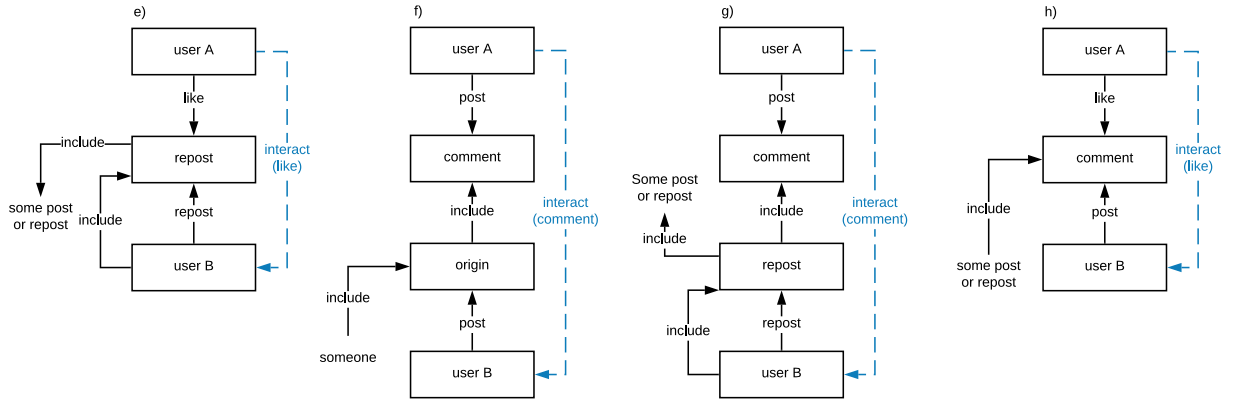 e)
user A
like
include
repost
interact
(like)
some post
or repost
include
repost
user B
f)
user A
post
comment
include
interact
(comment)
origin
include
post
someone
user B
g)
user A
post
comment
Some post
or repost
include
interact
(comment)
include
repost
include
repost
user B
h)
user A
like
comment
interact
(like)
include
post
some post
or repost
user B